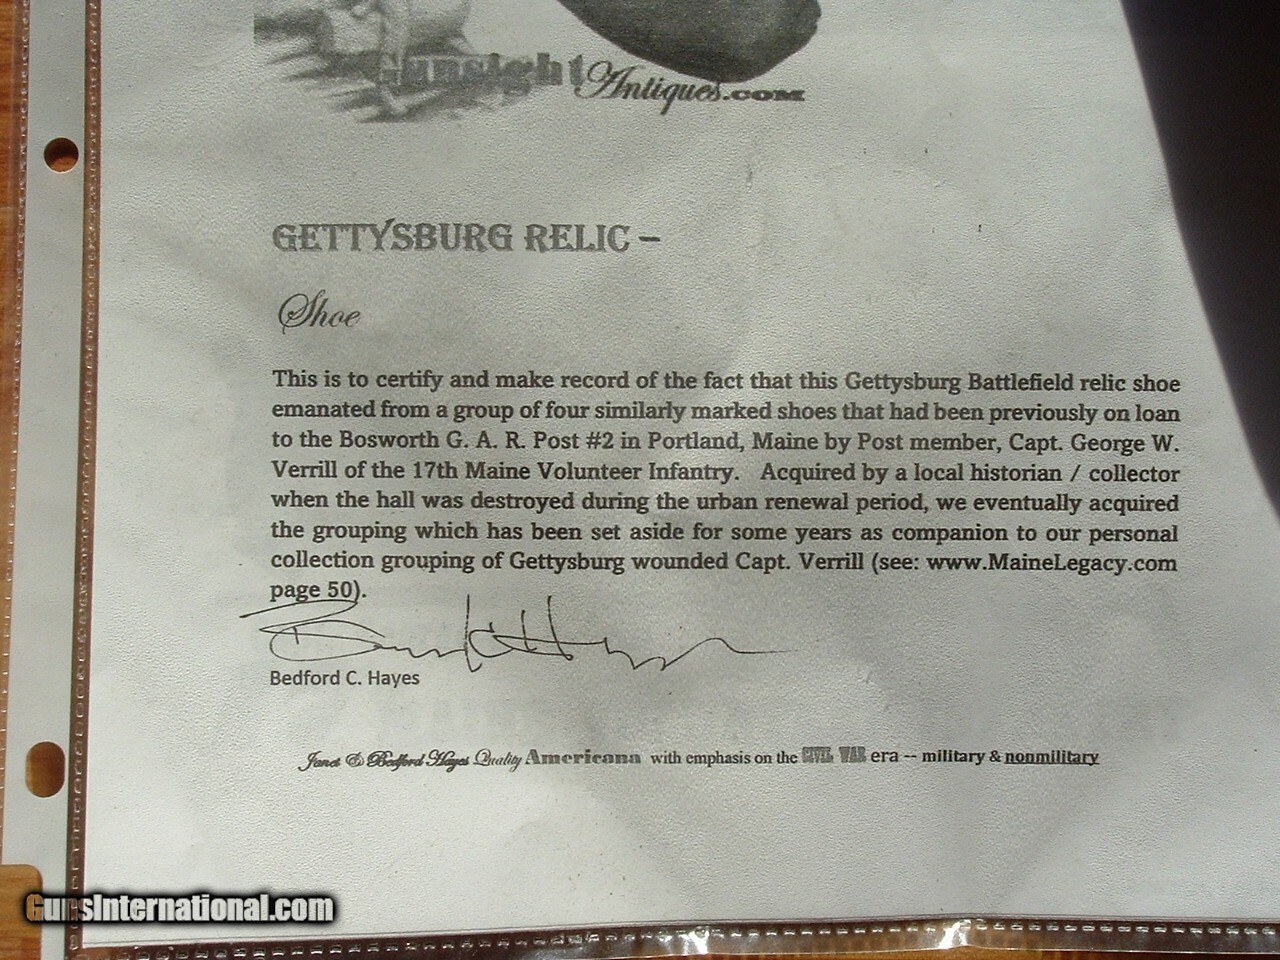 Gunsight Antiques.com
GETTYSBURG RELIC –
Shoe
This is to certify and make record of the fact that this Gettysburg Battlefield relic shoe
emanated from a group of four similarly marked shoes that had been previously on loan
to the Bosworth G. A. R. Post #2 in Portland, Maine by Post member, Capt. George W.
Verrill of the 17th Maine Volunteer Infantry. Acquired by a local historian / collector
when the hall was destroyed during the urban renewal period, we eventually acquired
the grouping which has been set aside for some years as companion to our personal
collection grouping of Gettysburg wounded Capt. Verrill (see: www.MaineLegacy.com
page 50).
Bedford C. Hayes
Janet & Bedford Hayes Quality Americana with emphasis on the CIVIL WAR era -- military & nonmilitary
GunsInternational.com